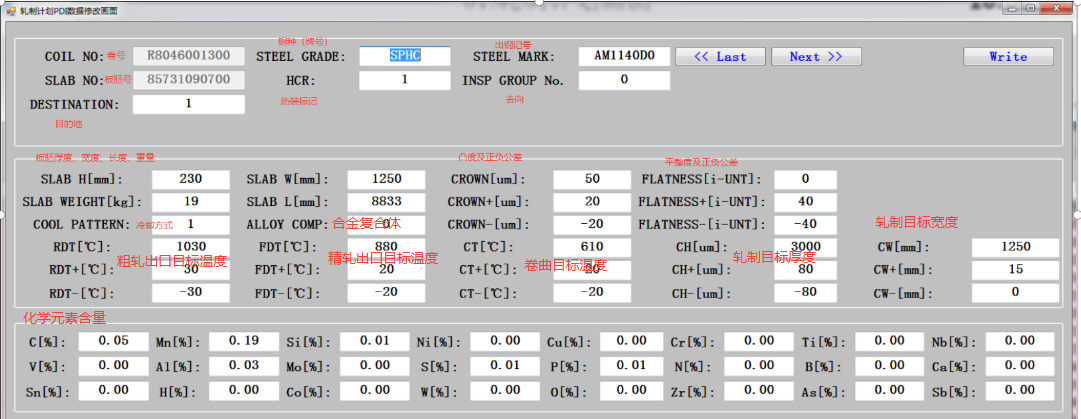 轧制计划PDI数据修改画面
钢种（牌号） 出钢记号
COIL NO: 卷号 R8046001300 STEEL GRADE: SPHC STEEL MARK: AM1140D0 << Last Next >> Write
SLAB NO: 板胚号 85731090700 HCR: 1 INSP GROUP No. 0
DESTINATION: 1 热装标记 去向
目的地
板胚厚度、宽度、长度、重量 凸度及正负公差 平整度及正负公差
SLAB H[mm]: 230 SLAB W[mm]: 1250 CROWN[um]: 50 FLATNESS[i-UNT]: 0
SLAB WEIGHT[kg]: 19 SLAB L[mm]: 8833 CROWN+[um]: 20 FLATNESS+[i-UNT]: 40
COOL PATTERN: 冷却方式 1 ALLOY COMP: 合金复合体 0 CROWN-[um]: -20 FLATNESS-[i-UNT]: -40 轧制目标宽度
RDT[℃]: 1030 FDT[℃]: 880 CT[℃]: 610 CH[um]: 3000 CW[mm]: 1250
粗轧出口目标温度 精轧出口目标温度 卷曲目标温度 轧制目标厚度
RDT+[℃]: 30 FDT+[℃]: 20 CT+[℃]: 20 CH+[um]: 80 CW+[mm]: 15
RDT-[℃]: -30 FDT-[℃]: -20 CT-[℃]: -20 CH-[um]: -80 CW-[mm]: 0
化学元素含量
C[%]: 0.05 Mn[%]: 0.19 Si[%]: 0.01 Ni[%]: 0.00 Cu[%]: 0.00 Cr[%]: 0.00 Ti[%]: 0.00 Nb[%]: 0.00
V[%]: 0.00 Al[%]: 0.03 Mo[%]: 0.00 S[%]: 0.01 P[%]: 0.01 N[%]: 0.00 B[%]: 0.00 Ca[%]: 0.00
Sn[%]: 0.00 H[%]: 0.00 Co[%]: 0.00 W[%]: 0.00 O[%]: 0.00 Zr[%]: 0.00 As[%]: 0.00 Sb[%]: 0.00